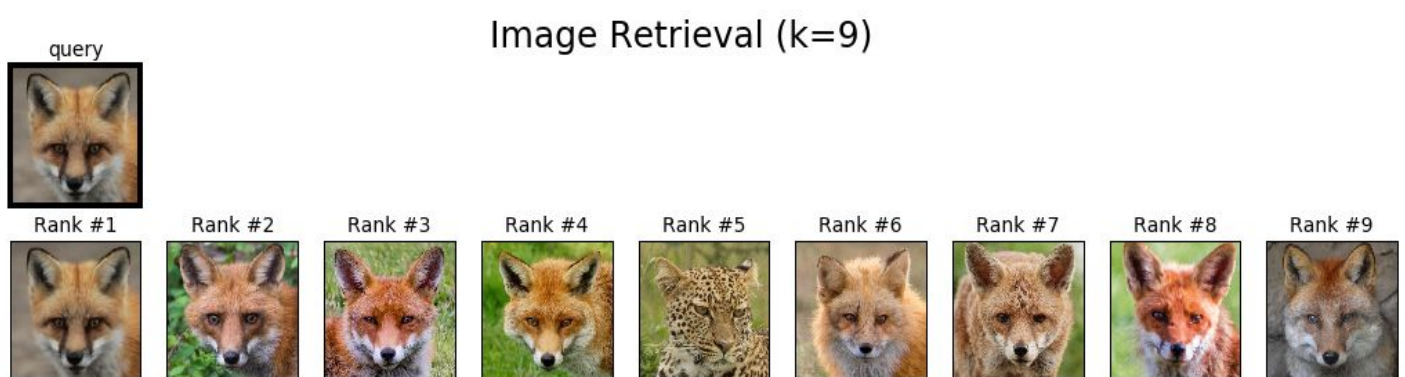 Image Retrieval (k=9)
query
Rank #1 Rank #2 Rank #3 Rank #4 Rank #5 Rank #6 Rank #7 Rank #8 Rank #9